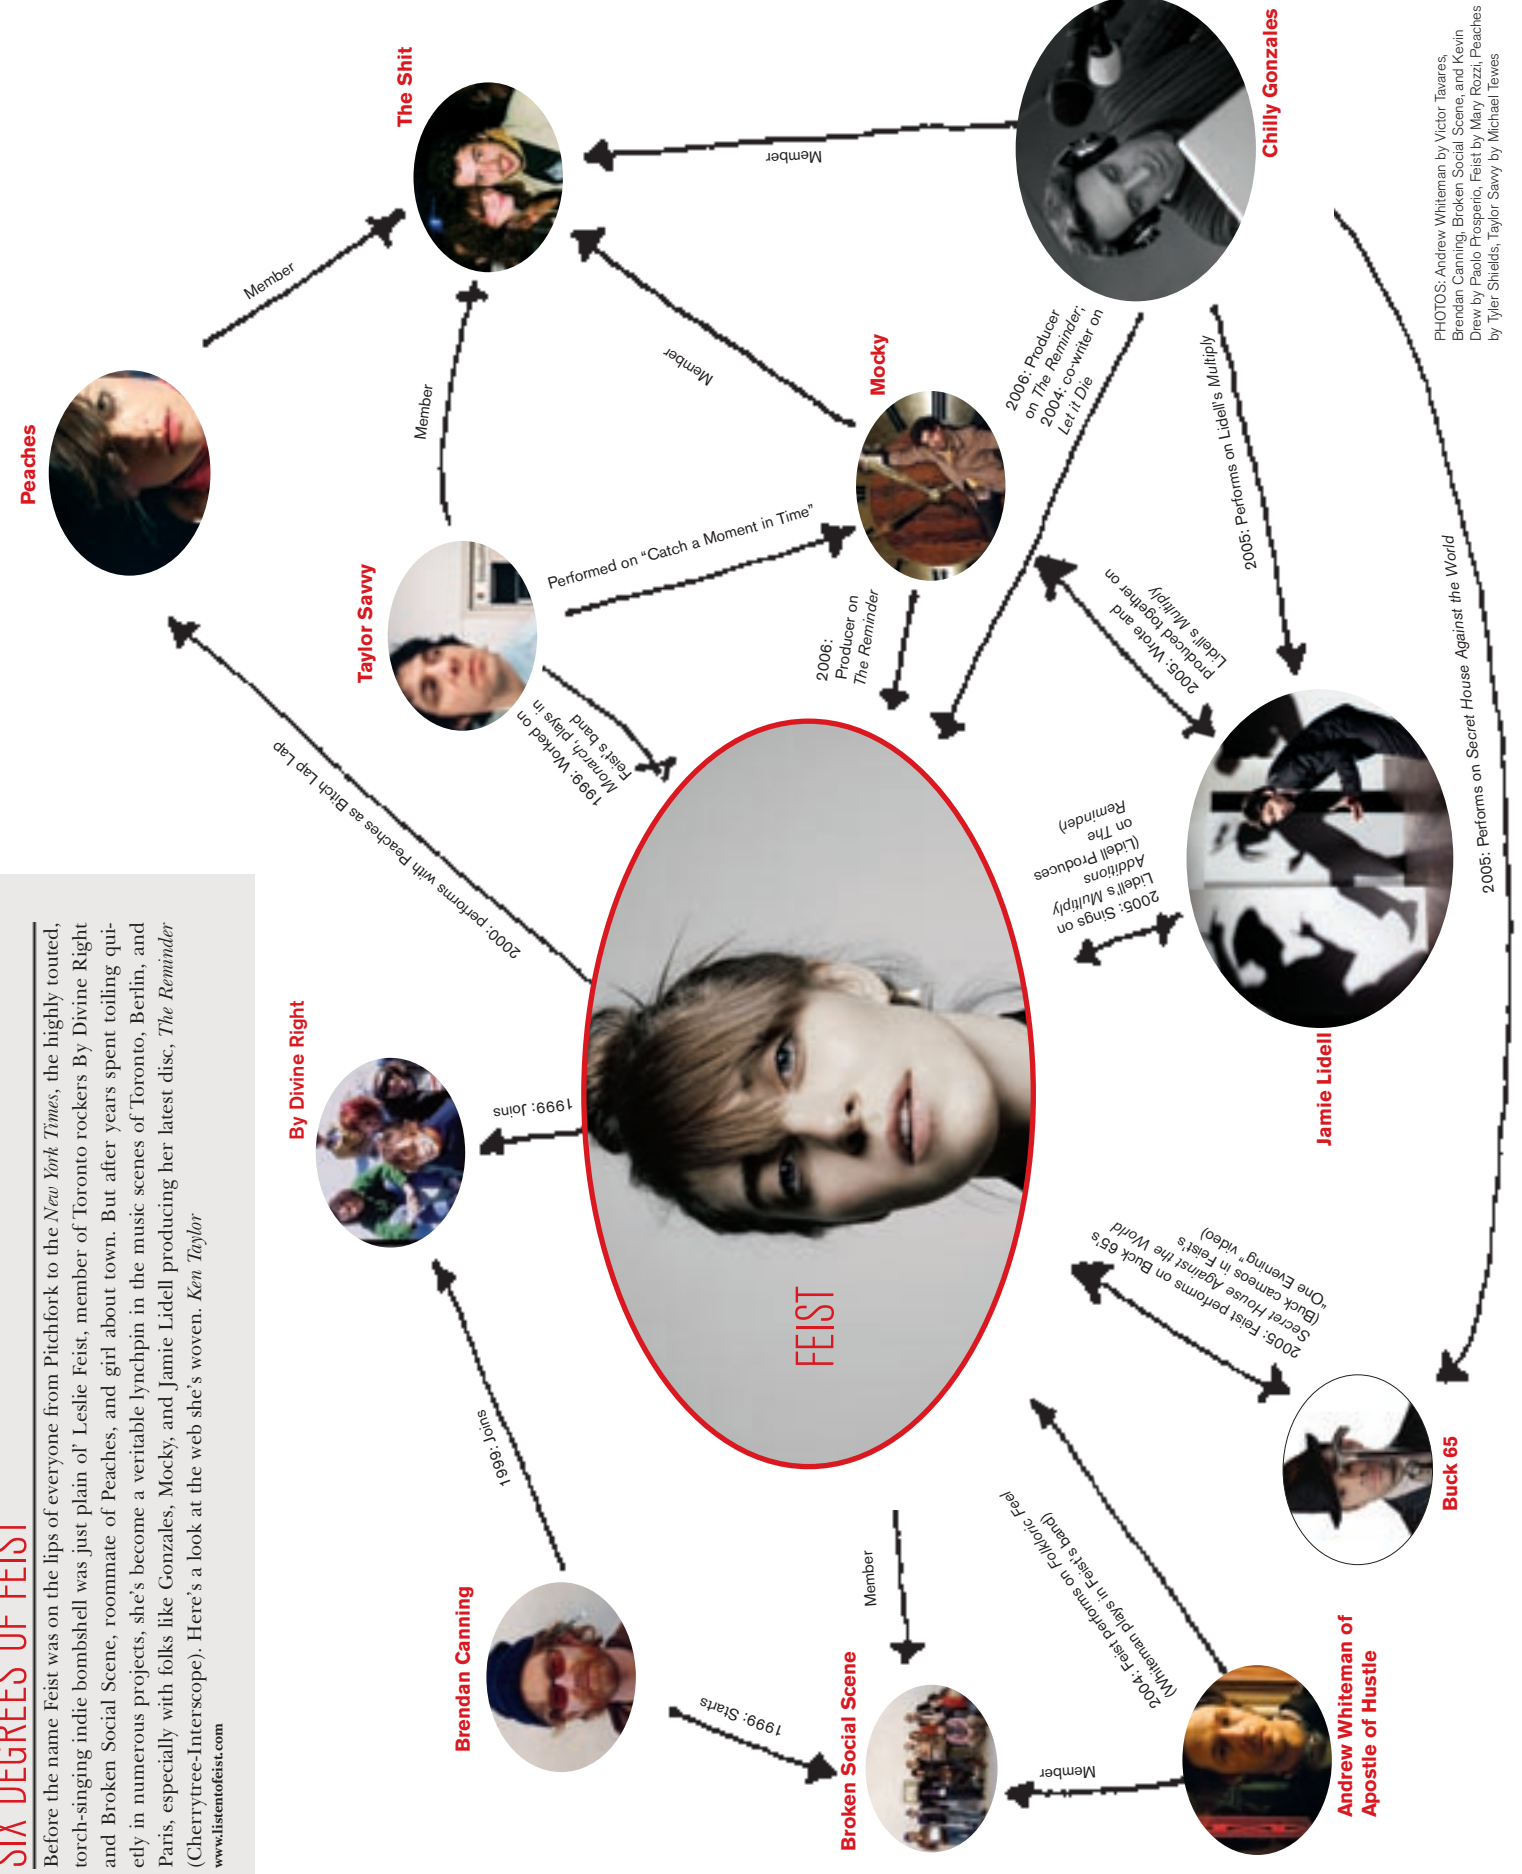 SIX DEGREES OF FEIST
Before the name Feist was on the lips of everyone from Pitchfork to the New York Times, the highly touted,
torch-singing indie bombshell was just plain ol’ Leslie Feist, member of Toronto rockers By Divine Right
and Broken Social Scene, roommate of Peaches, and girl about town. But after years spent toiling qui-
etly in numerous projects, she’s become a veritable lynchpin in the music scenes of Toronto, Berlin, and
Paris, especially with folks like Gonzales, Mocky, and Jamie Lidell producing her latest disc, The Reminder
(Cherrytree-Interscope). Here’s a look at the web she’s woven. Ken Taylor
www.listentofeist.com
Peaches
Member
The Shit
2000: performs with Peaches as Bitch Lap Lap
Taylor Savvy
Member
By Divine Right
1999: Joins
1999: Worked on
Monarch, plays in
Feist’s band
Performed on “Catch a Moment in Time”
Member
Member
Brendan Canning
1999: Joins
FEIST
2006:
Producer on
The Reminder
Mocky
1999: Starts
Member
Broken Social Scene
2006: Producer
on The Reminder;
2004: co-writer on
Let it Die
Chilly Gonzales
2005: Sings on
Lidell’s Multiply
Additions
(Lidell Produces
on The
Reminder)
2005: Wrote and
produced together on
Lidell’s Multiply
2005: Performs on Lidell’s Multiply
Member
2004: Feist performs on Folkloric Feel
(Whiteman plays in Feist’s band)
2005: Feist performs on Buck 65’s
Secret House Against the World
(Buck cameos in Feist’s
“One Evening” video)
Jamie Lidell
Andrew Whiteman of
Apostle of Hustle
Buck 65
2005: Performs on Secret House Against the World
PHOTOS: Andrew Whiteman by Victor Tavares,
Brendan Canning, Broken Social Scene, and Kevin
Drew by Paolo Prosperio, Feist by Mary Rozzi, Peaches
by Tyler Shields, Taylor Savvy by Michael Tewes